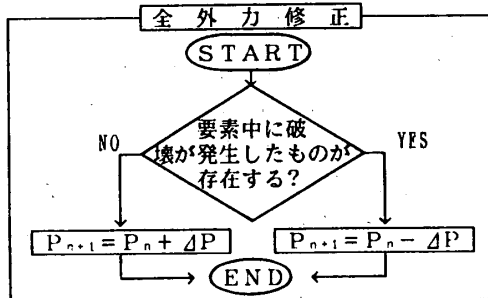 全外力修正
START
要素中に破
壊が発生したものが
存在する?
NO
YES
Pn+1=Pn+ΔP
Pn+1=Pn-ΔP
END